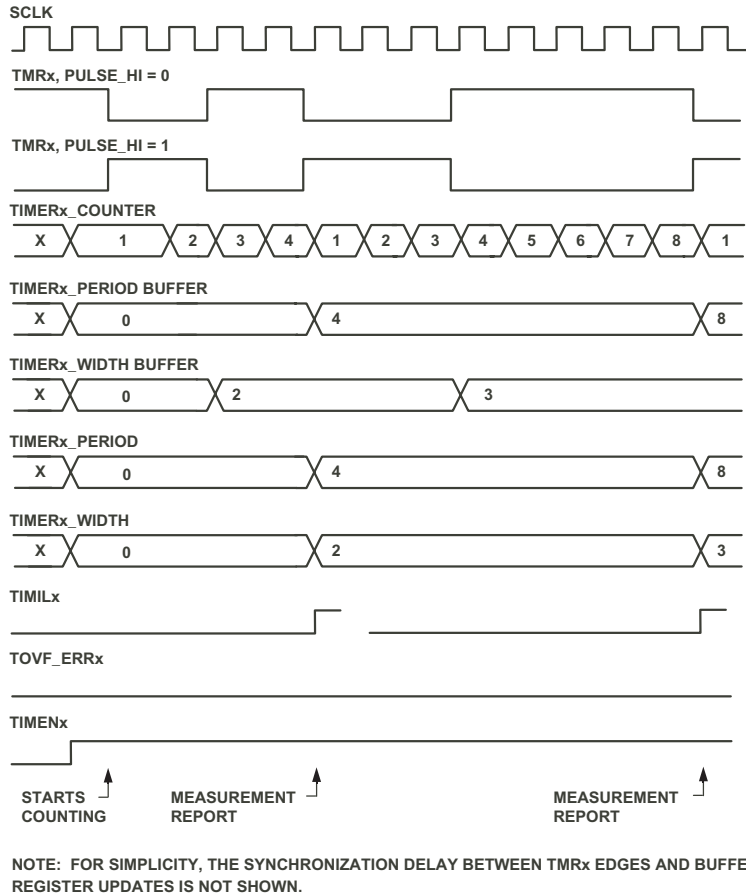 SCLK
TMRx, PULSE_HI = 0
TMRx, PULSE_HI = 1
TIMERx_COUNTER
X 1 2 3 4 1 2 3 4 5 6 7 8 1
TIMERx_PERIOD BUFFER
X 0 4 8
TIMERx_WIDTH BUFFER
X 0 2 3
TIMERx_PERIOD
X 0 4 8
TIMERx_WIDTH
X 0 2 3
TIMILx
TOVF_ERRx
TIMENx
STARTS
COUNTING
MEASUREMENT
REPORT
MEASUREMENT
REPORT
NOTE: FOR SIMPLICITY, THE SYNCHRONIZATION DELAY BETWEEN TMRx EDGES AND BUFFE
REGISTER UPDATES IS NOT SHOWN.